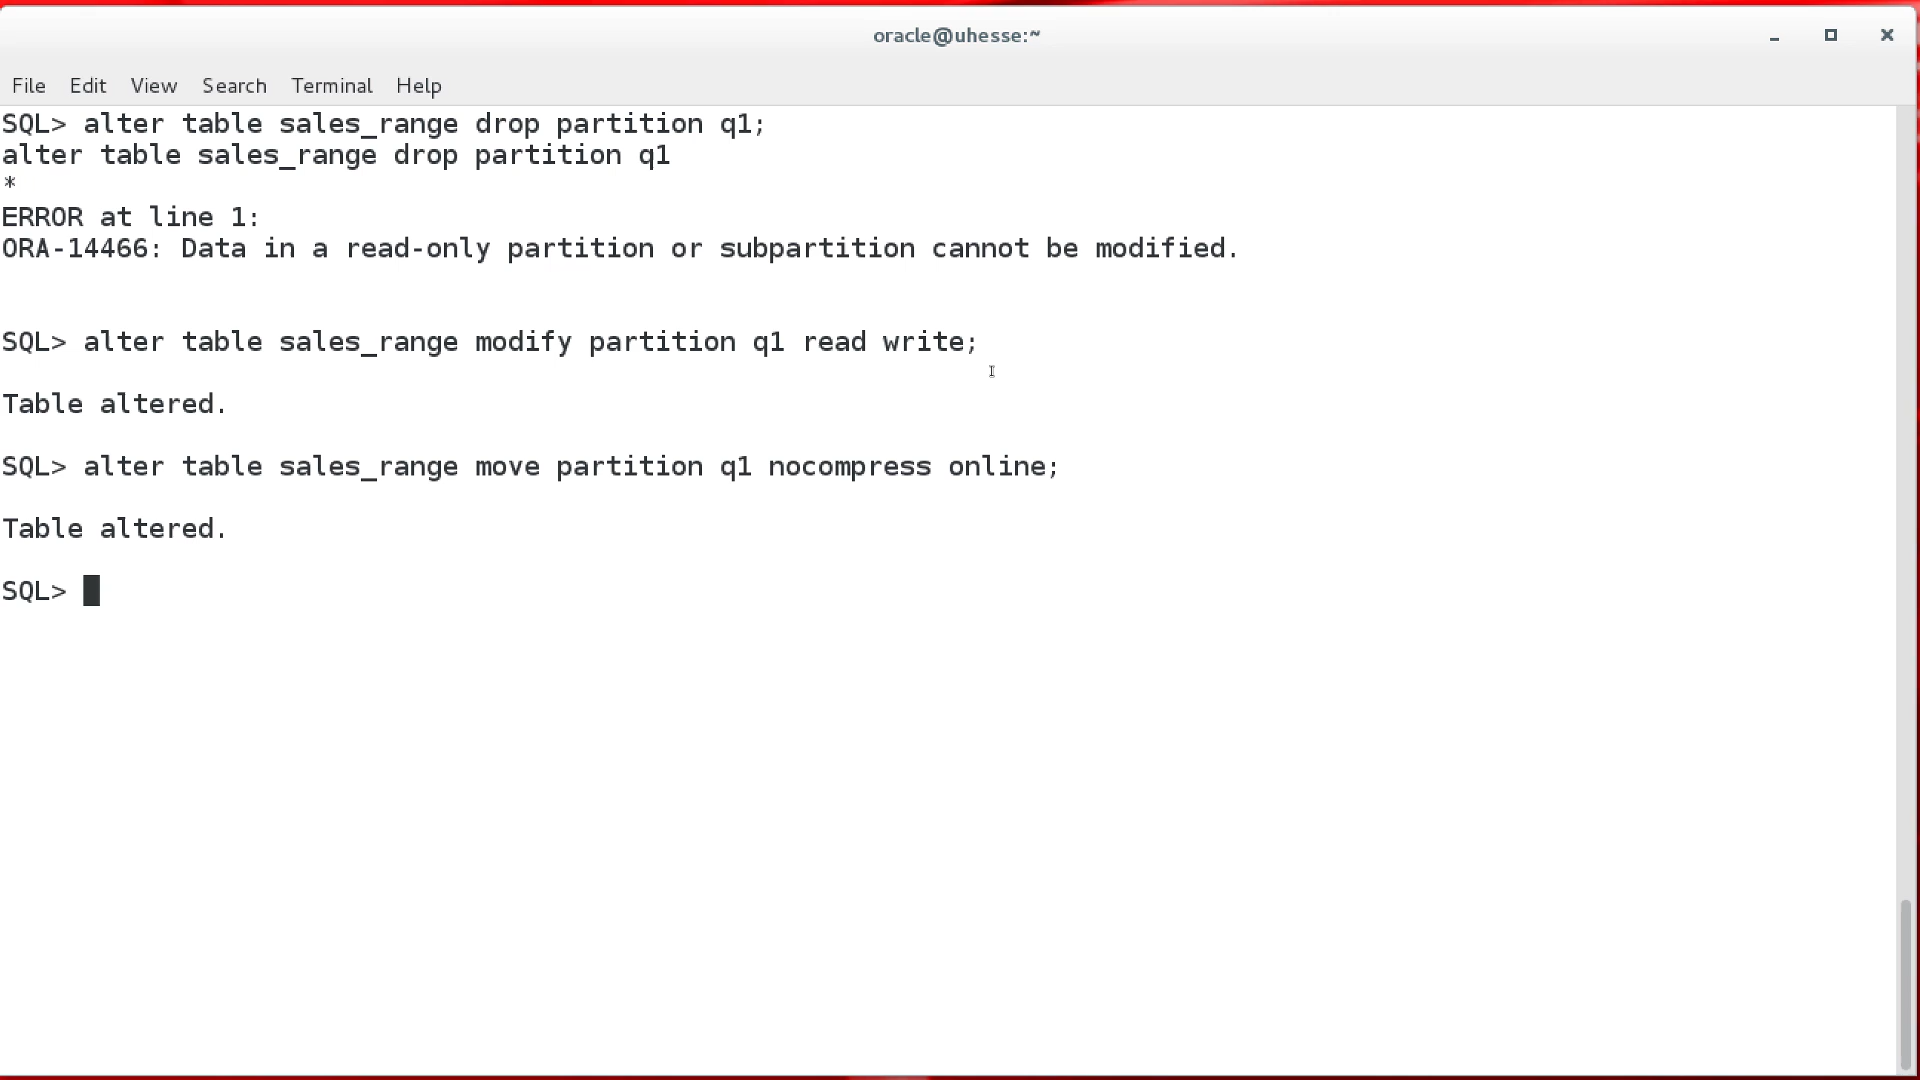 oracle@uhesse:~
File Edit View Search Terminal Help
SQL> alter table sales_range drop partition q1;
alter table sales_range drop partition q1
*
ERROR at line 1:
ORA-14466: Data in a read-only partition or subpartition cannot be modified.
SQL> alter table sales_range modify partition q1 read write;
Table altered.
SQL> alter table sales_range move partition q1 nocompress online;
Table altered.
SQL>